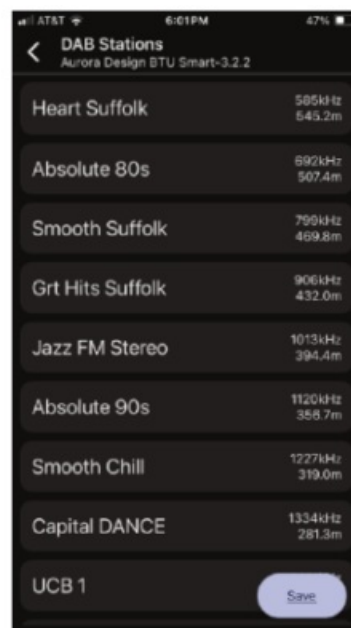 AT&T 6:01PM 47%
DAB Stations
Aurora Design BTU Smart-3.2.2
Heart Suffolk 585kHz
545.2m
Absolute 80s 692kHz
507.4m
Smooth Suffolk 799kHz
469.8m
Grt Hits Suffolk 906kHz
432.0m
Jazz FM Stereo 1013kHz
394.4m
Absolute 90s 1120kHz
356.7m
Smooth Chill 1227kHz
319.0m
Capital DANCE 1334kHz
281.3m
UCB 1
Save